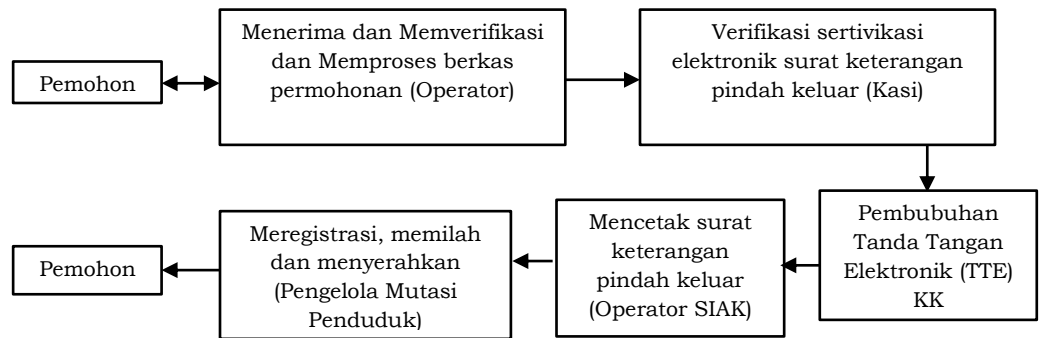 Pemohon
Menerima dan Memverifikasi
dan Memproses berkas
permohonan (Operator)
Verifikasi sertivikasi
elektronik surat keterangan
pindah keluar (Kasi)
Pembubuhan
Tanda Tangan
Elektronik (TTE)
KK
Mencetak surat
keterangan
pindah keluar
(Operator SIAK)
Meregistrasi, memilah
dan menyerahkan
(Pengelola Mutasi
Penduduk)
Pemohon